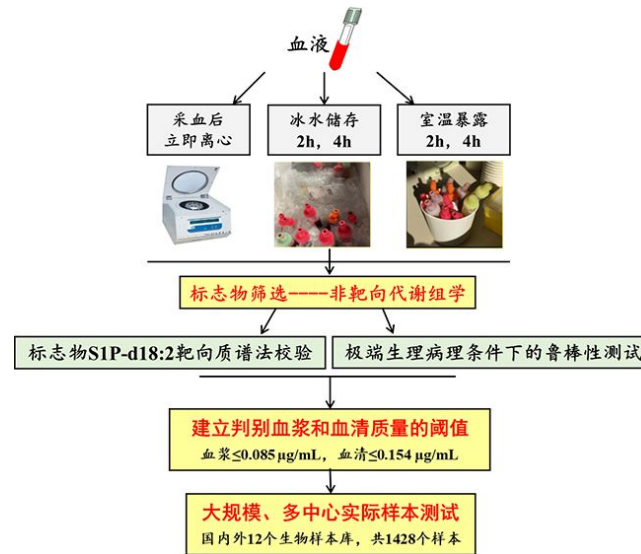 血液
采血后
立即离心
冰水储存
2h，4h
室温暴露
2h，4h
标志物筛选----非靶向代谢组学
标志物S1P-d18:2靶向质谱法校验
极端生理病理条件下的鲁棒性测试
建立判别血浆和血清质量的阈值
血浆≤0.085 μg/mL，血清≤0.154 μg/mL
大规模、多中心实际样本测试
国内外12个生物样本库，共1428个样本